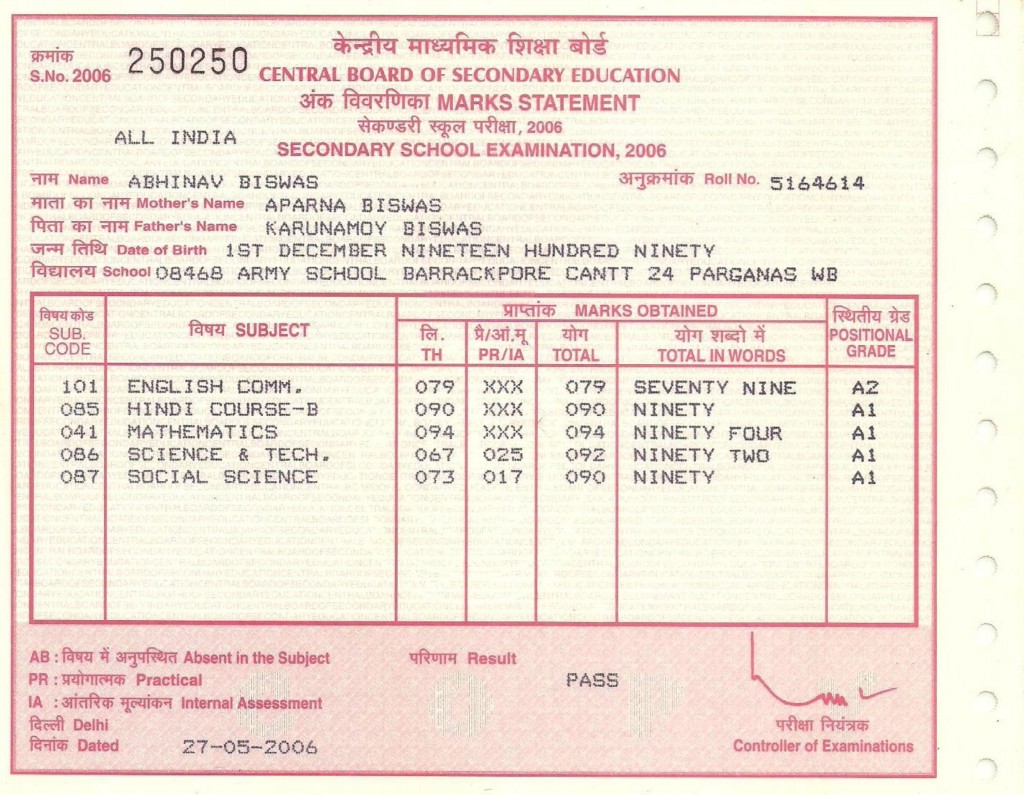 क्रमांक
S.No. 2006 250250
केन्द्रीय माध्यमिक शिक्षा बोर्ड
CENTRAL BOARD OF SECONDARY EDUCATION
अंक विवरणिका MARKS STATEMENT
सेकण्डरी स्कूल परीक्षा, 2006
ALL INDIA
SECONDARY SCHOOL EXAMINATION, 2006
नाम Name ABHINAV BISWAS अनुक्रमांक Roll No. 5164614
माता का नाम Mother's Name APARNA BISWAS
पिता का नाम Father's Name KARUNAMOY BISWAS
जन्म तिथि Date of Birth 1ST DECEMBER NINETEEN HUNDRED NINETY
विद्यालय School 08468 ARMY SCHOOL BARRACKPORE CANTT 24 PARGANAS WB
विषय कोड SUB. CODE विषय SUBJECT प्राप्तांक MARKS OBTAINED स्थितीय ग्रेड POSITIONAL GRADE
लि. TH प्रै/आं.मू PR/IA योग TOTAL योग शब्दो में TOTAL IN WORDS
101 ENGLISH COMM. 079 XXX 079 SEVENTY NINE A2
085 HINDI COURSE-B 090 XXX 090 NINETY A1
041 MATHEMATICS 094 XXX 094 NINETY FOUR A1
086 SCIENCE & TECH. 067 025 092 NINETY TWO A1
087 SOCIAL SCIENCE 073 017 090 NINETY A1
AB : विषय में अनुपस्थित Absent in the Subject परिणाम Result PASS
PR : प्रयोगात्मक Practical
IA : आंतरिक मूल्यांकन Internal Assessment
दिल्ली Delhi
दिनांक Dated 27-05-2006
परीक्षा नियंत्रक
Controller of Examinations